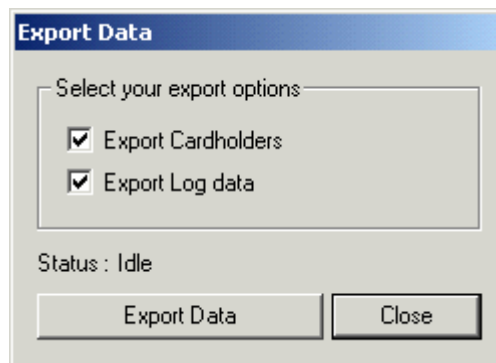 Export Data
Select your export options
Export Cardholders
Export Log data
Status : Idle
Export Data
Close